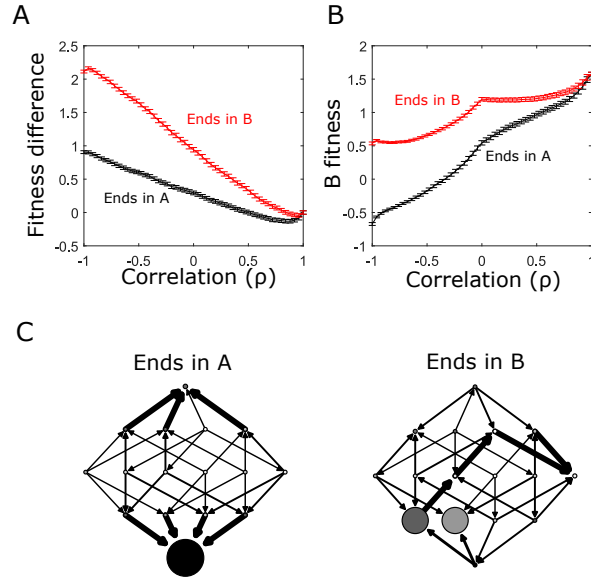 A
Fitness difference
2.5
2
1.5
1
0.5
0
-0.5
-1
-0.5
0
0.5
1
Correlation (ρ)
Ends in B
Ends in A
B
B fitness
2
1.5
1
0.5
0
-0.5
-1
-1
-0.5
0
0.5
1
Correlation (ρ)
Ends in B
Ends in A
C
Ends in A
Ends in B